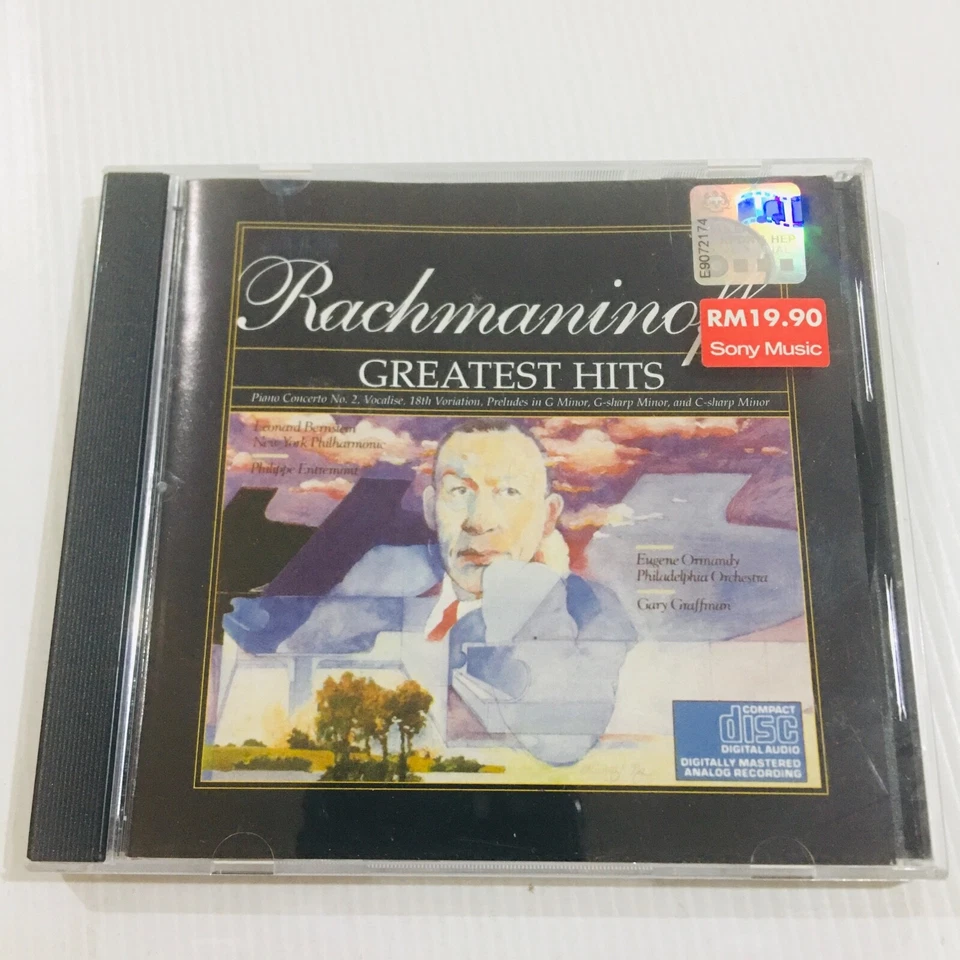 Rachmaninoff
GREATEST HITS
Piano Concerto No. 2, Vocalise, 18th Voriation, Preludes in G Minor, G-sharp Minor, and C-sharp Minor
Leonard Bernstein
New York Philharmonic
Philippe Entremont
Eugene Ormandy
Philadelphia Orchestra
Gary Graffman
COMPACT
disc
DIGITAL AUDIO
DIGITALLY MASTERED
ANALOG RECORDING
E9072174
HEP
RM19.90
Sony Music